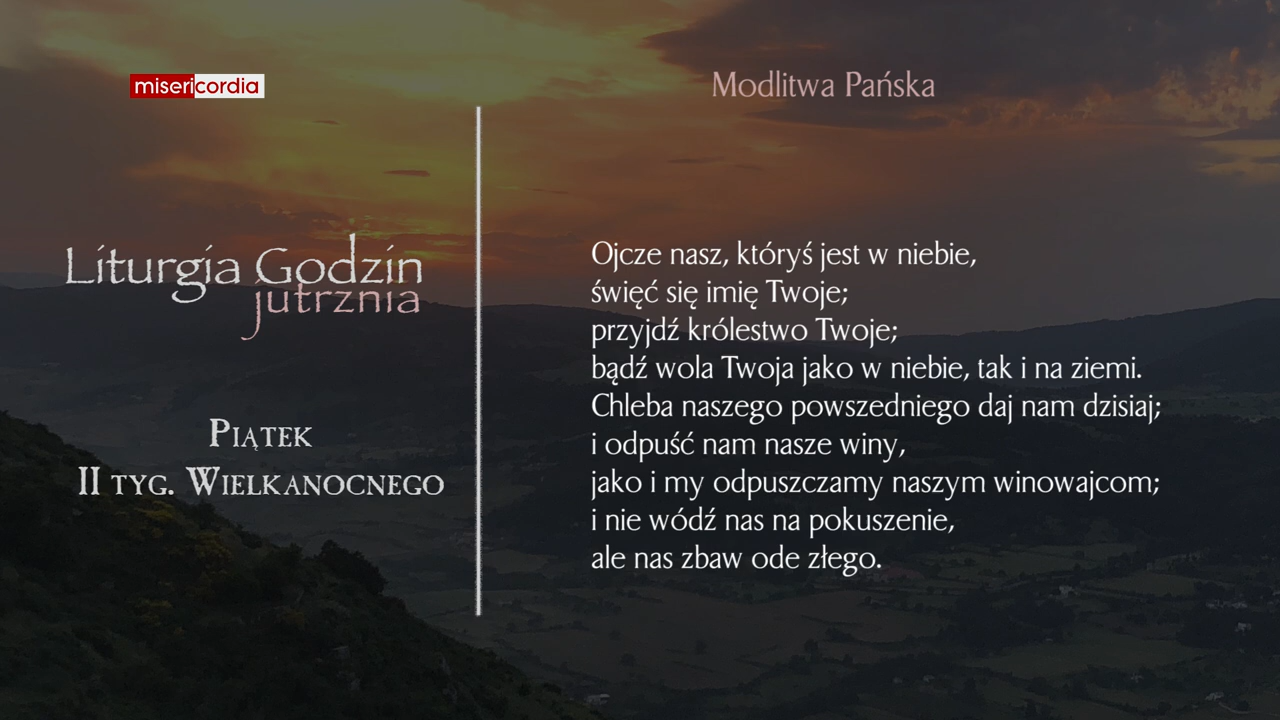 misericordia
Liturgia Godzin
jutrznia
Piątek
II tyg. Wielkanocnego
Modlitwa Pańska
Ojcze nasz, któryś jest w niebie,
święć się imię Twoje;
przyjdź królestwo Twoje;
bądź wola Twoja jako w niebie, tak i na ziemi.
Chleba naszego powszedniego daj nam dzisiaj;
i odpuść nam nasze winy,
jako i my odpuszczamy naszym winowajcom;
i nie wódź nas na pokuszenie,
ale nas zbaw ode złego.